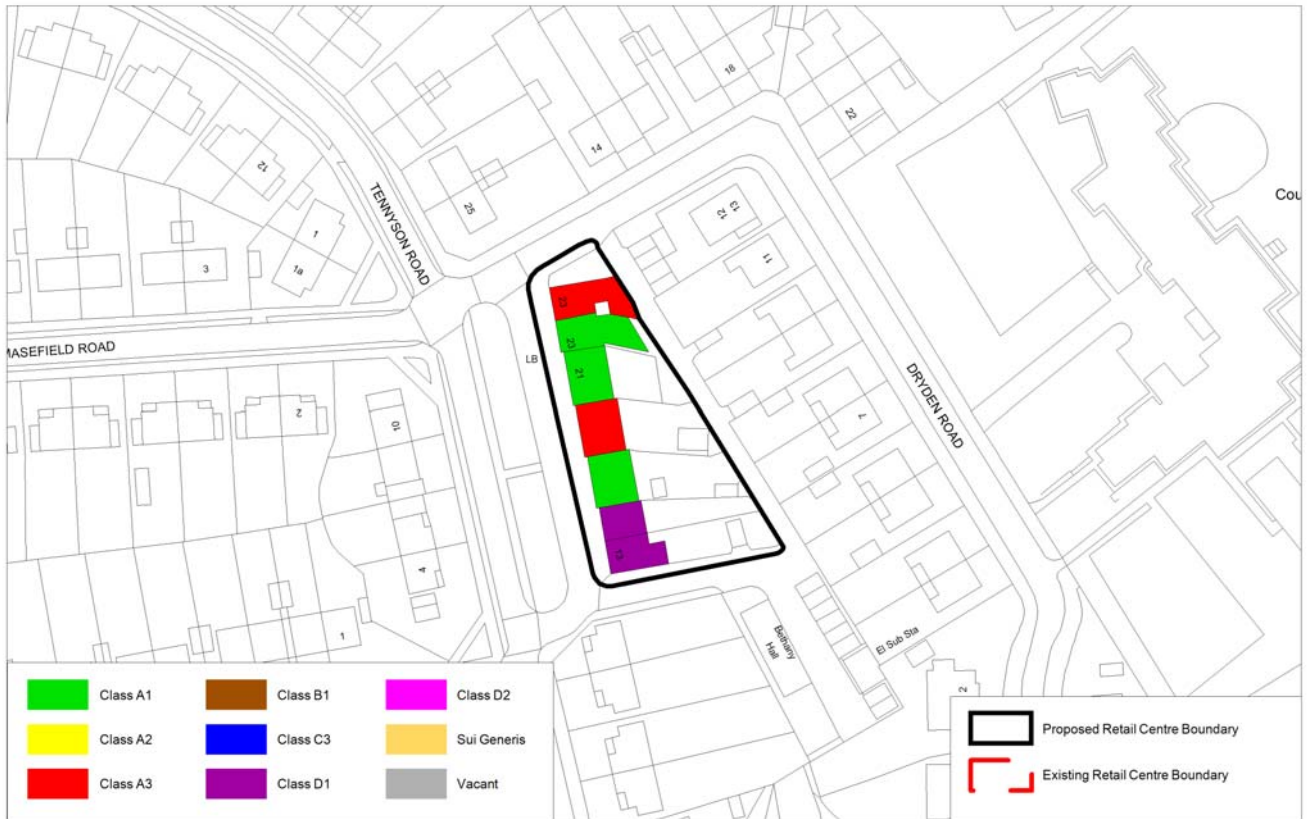 18
22
14
12
TENNYSON ROAD
25
13
12
Cou
1
11
3
1a
23
MASEFIELD ROAD
LB
23
21
DRYDEN ROAD
2
10
7
4
13
1
Bethany
Hall
El Sub Sta
2
Class A1
Class B1
Class D2
Class A2
Class C3
Sui Generis
Class A3
Class D1
Vacant
Proposed Retail Centre Boundary
Existing Retail Centre Boundary